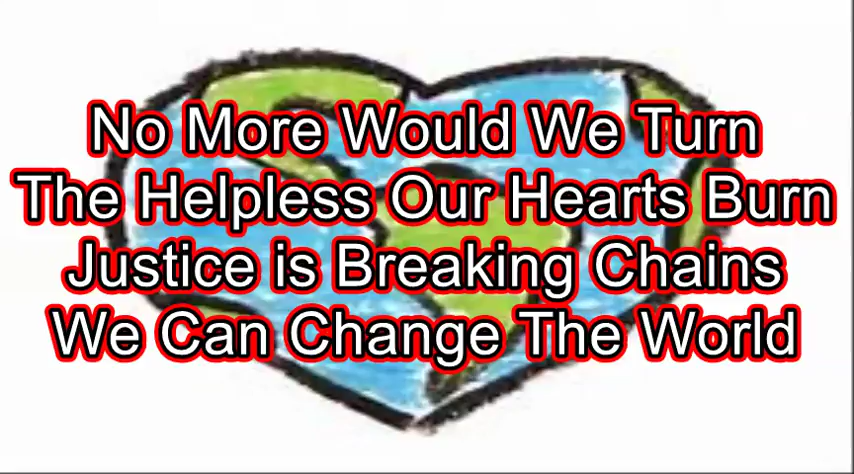 No More Would We Turn
The Helpless Our Hearts Burn
Justice is Breaking Chains
We Can Change The World